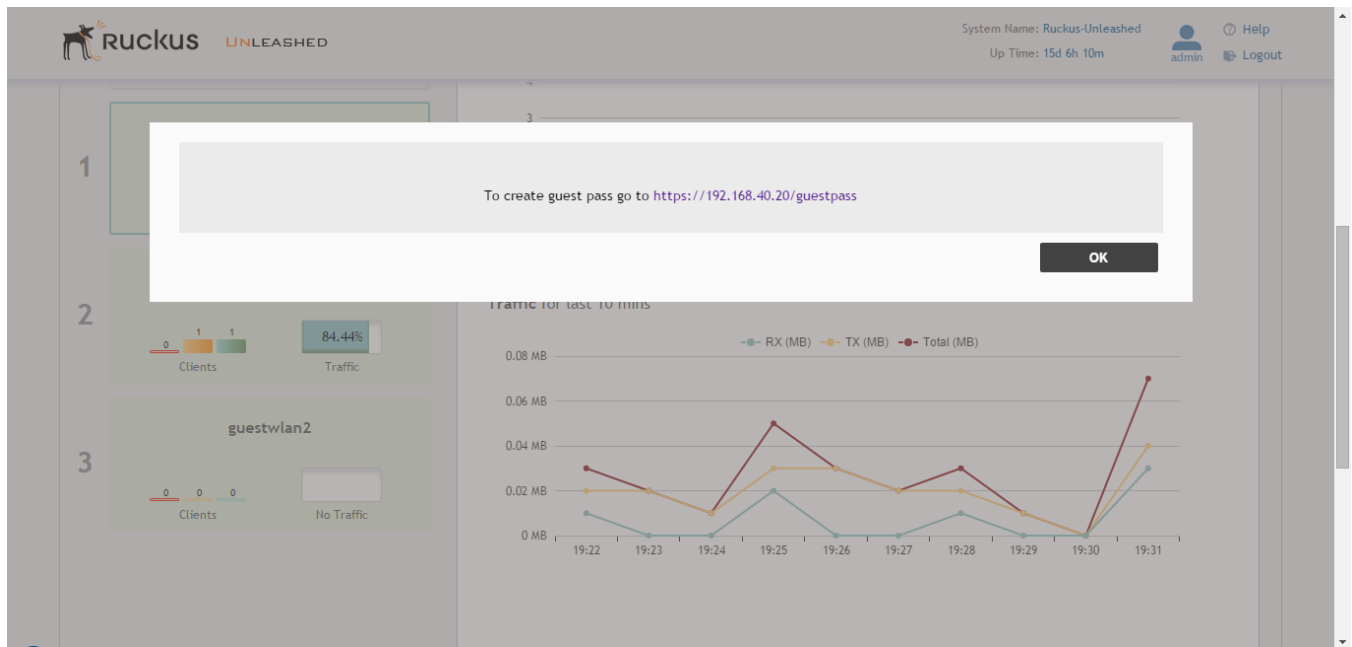 RUCKUS UNLEASHED
System Name: Ruckus-Unleashed
Up Time: 15d 6h 10m
admin
Help
Logout
4
3
1
To create guest pass go to https://192.168.40.20/guestpass
OK
2
0 1 1
Clients
84.44%
Traffic
guestwlan2
3
0 0 0
Clients
No Traffic
Traffic for last 10 mins
RX (MB) TX (MB) Total (MB)
0.08 MB
0.06 MB
0.04 MB
0.02 MB
0 MB
19:22 19:23 19:24 19:25 19:26 19:27 19:28 19:29 19:30 19:31